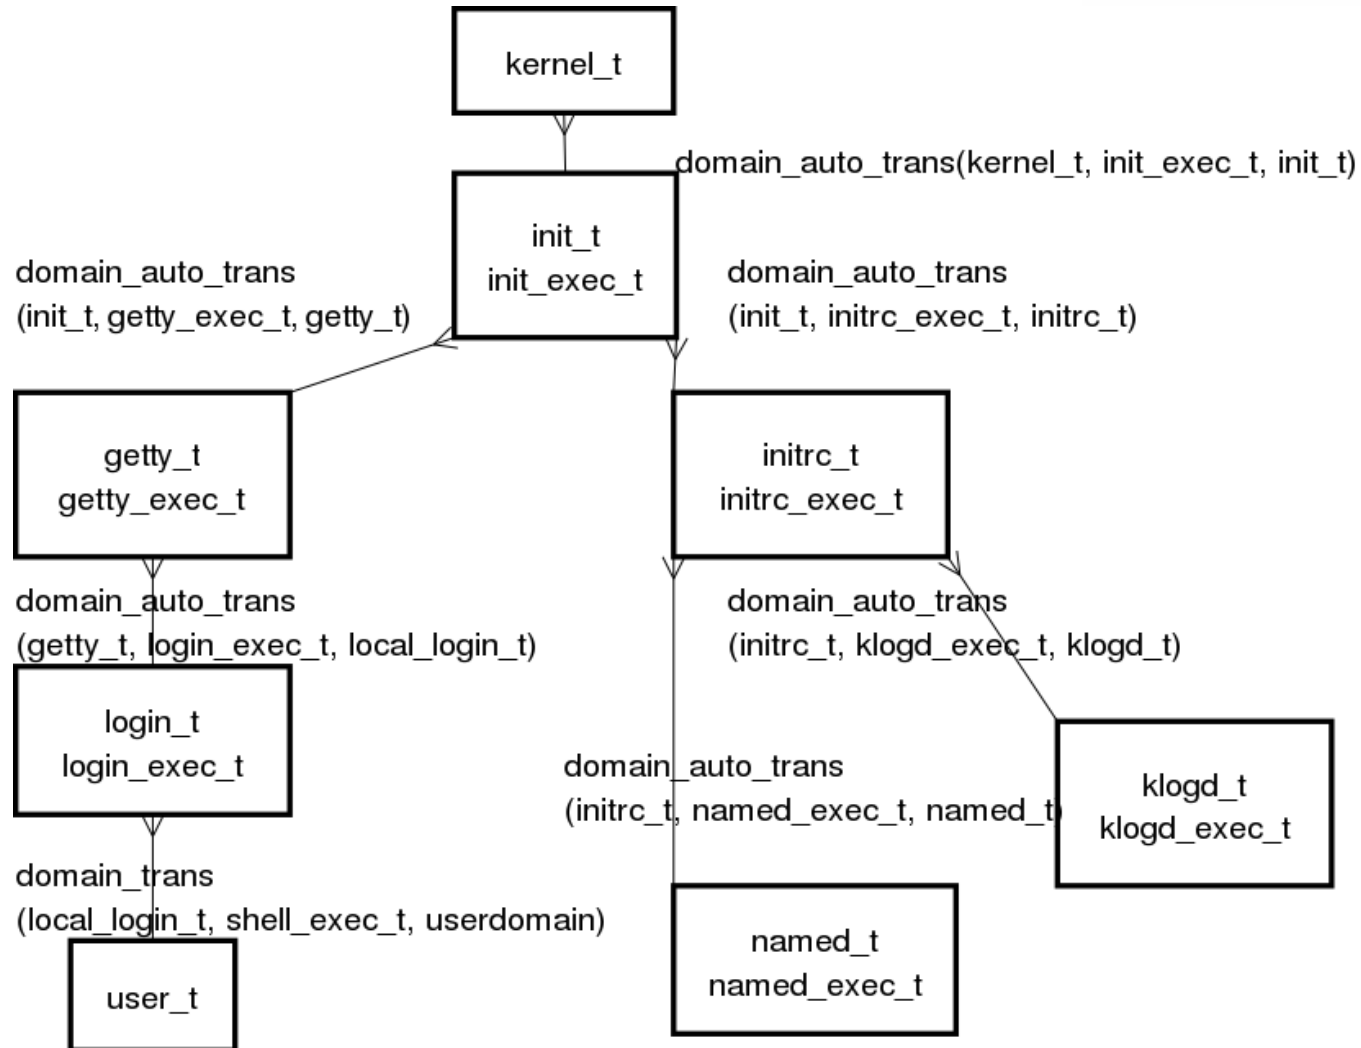 kernel_t
domain_auto_trans(kernel_t, init_exec_t, init_t)
init_t
init_exec_t
domain_auto_trans
(init_t, getty_exec_t, getty_t)
domain_auto_trans
(init_t, initrc_exec_t, initrc_t)
getty_t
getty_exec_t
initrc_t
initrc_exec_t
domain_auto_trans
(getty_t, login_exec_t, local_login_t)
domain_auto_trans
(initrc_t, klogd_exec_t, klogd_t)
login_t
login_exec_t
domain_auto_trans
(initrc_t, named_exec_t, named_t)
klogd_t
klogd_exec_t
domain_trans
(local_login_t, shell_exec_t, userdomain)
named_t
named_exec_t
user_t